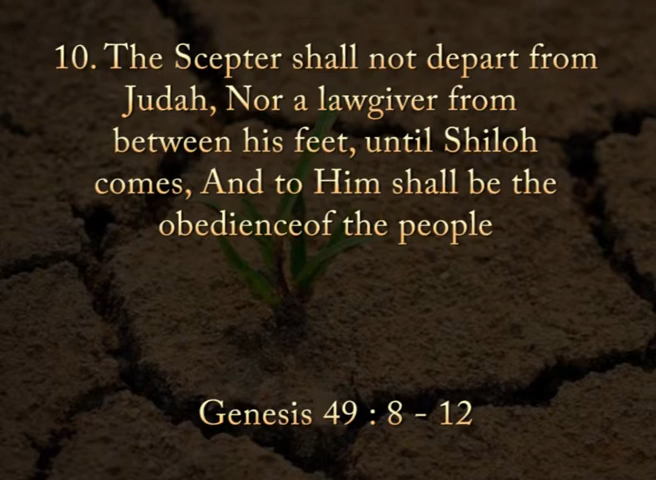 10. The Scepter shall not depart from
Judah, Nor a lawgiver from
between his feet, until Shiloh
comes, And to Him shall be the
obedienceof the people
Genesis 49 : 8 - 12